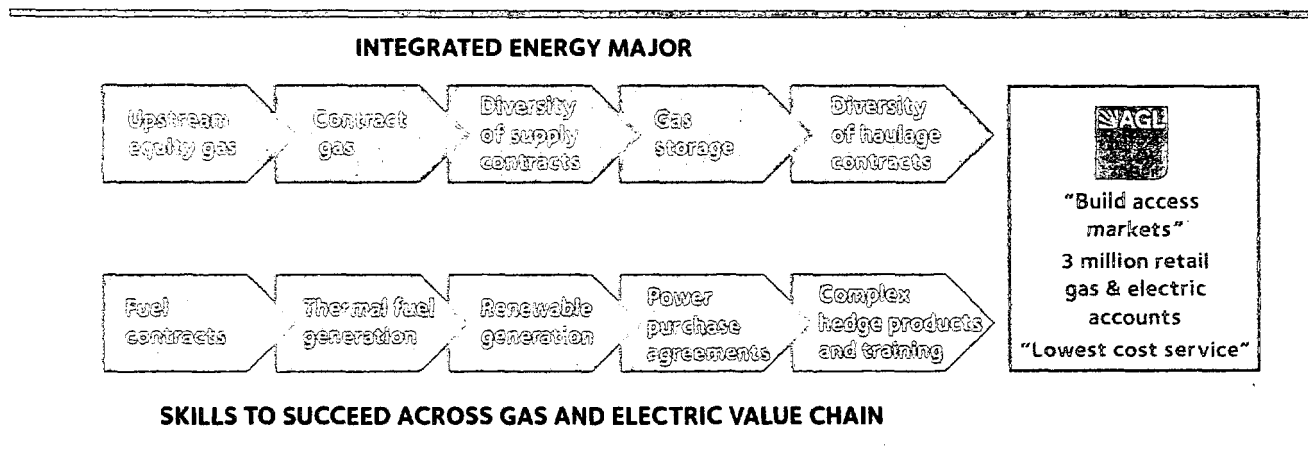 INTEGRATED ENERGY MAJOR
Upstream
equity gas
Contract
gas
Diversity
of supply
contracts
Gas
storage
Diversity
of haulage
contracts
AGL
"Build access
markets"
3 million retail
gas & electric
accounts
"Lowest cost service"
Fuel
contracts
Thermal fuel
generation
Renewable
generation
Power
purchase
agreements
Complex
hedge products
and training
SKILLS TO SUCCEED ACROSS GAS AND ELECTRIC VALUE CHAIN